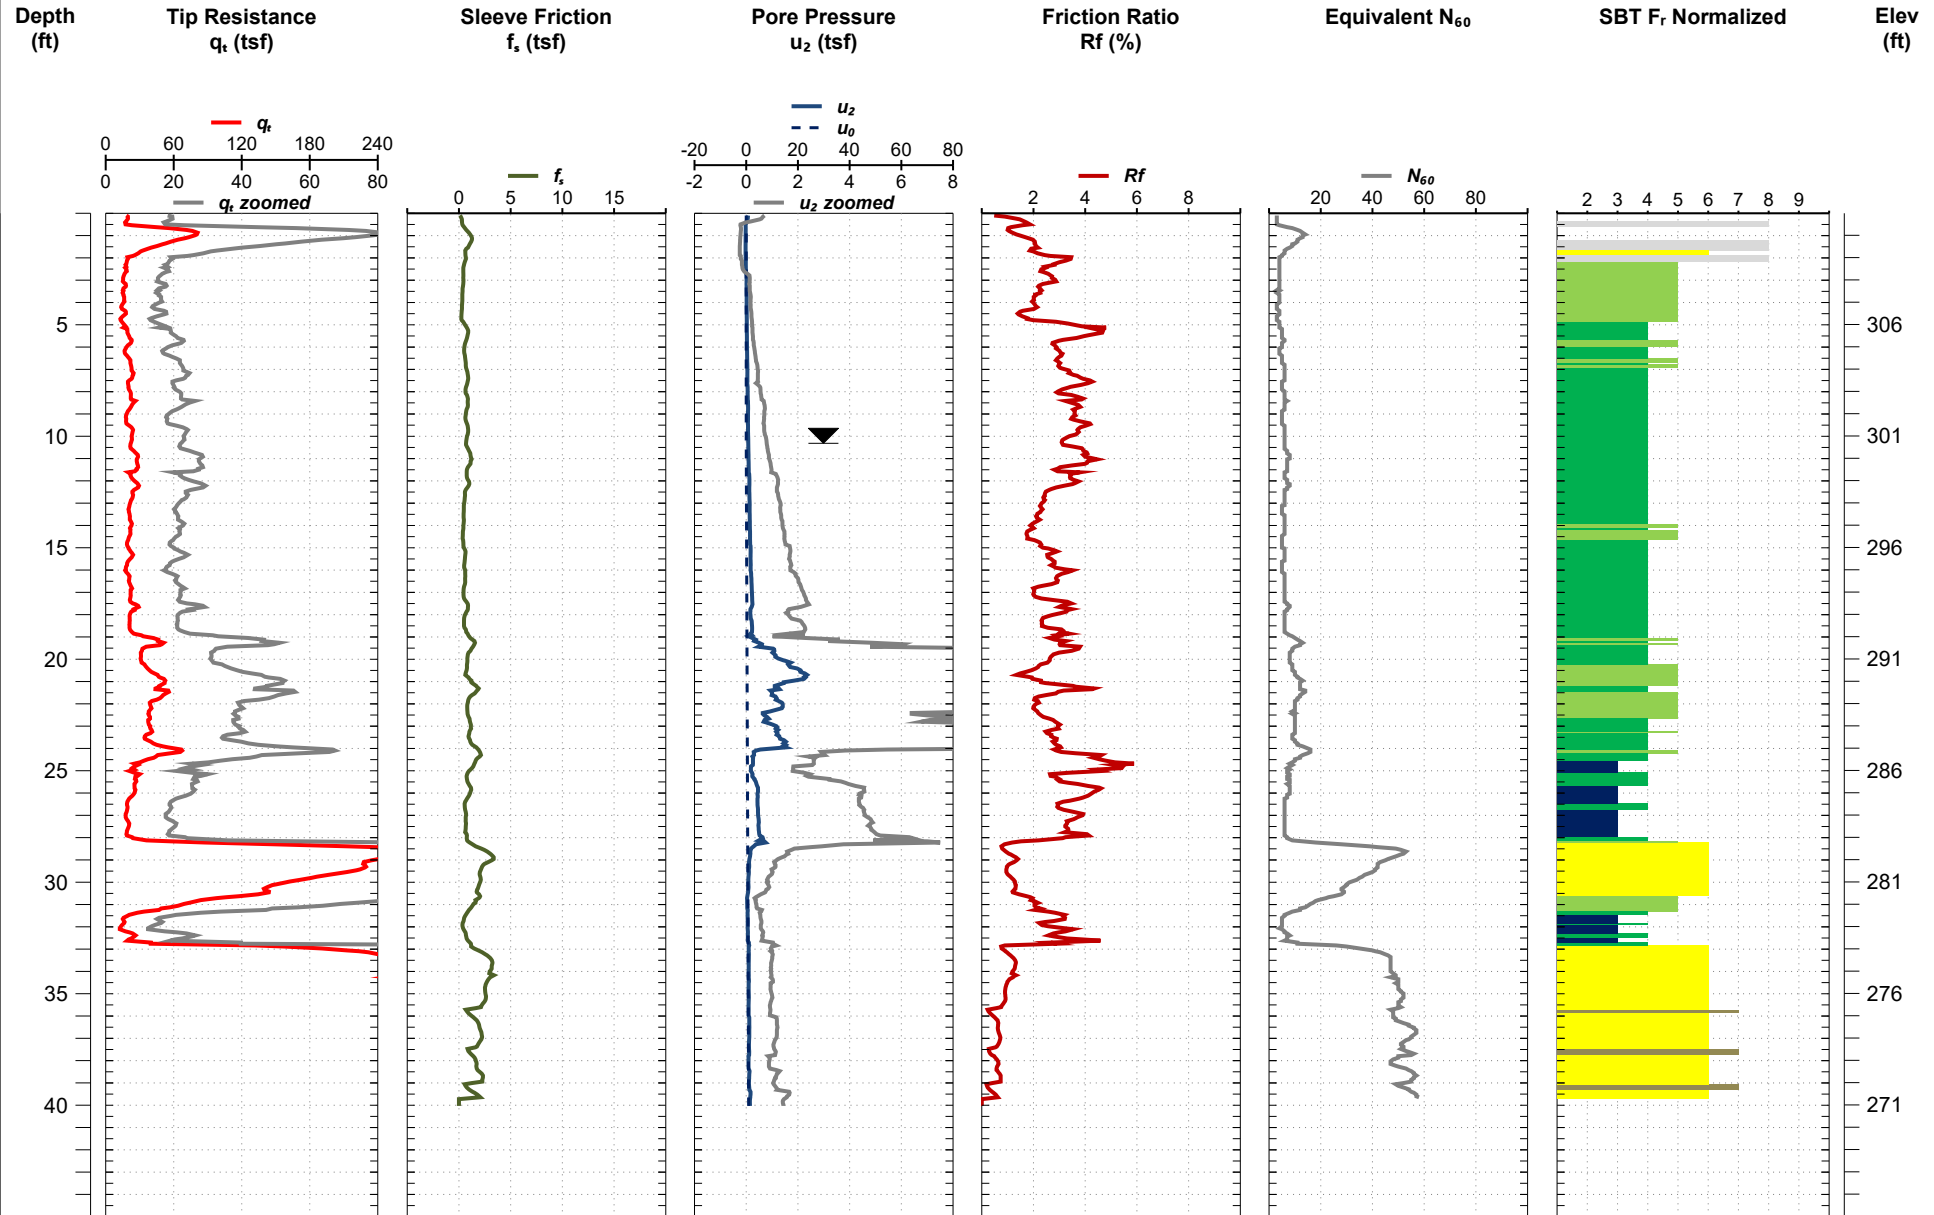 Depth (ft)
Tip Resistance qₜ (tsf)
Sleeve Friction fₛ (tsf)
Pore Pressure u₂ (tsf)
Friction Ratio Rf (%)
Equivalent N₆₀
SBT Fᵣ Normalized
Elev (ft)
qₜ
0 60 120 180 240
0 20 40 60 80
qₜ zoomed
fₛ
0 5 10 15
u₂
u₀
-20 0 20 40 60 80
-2 0 2 4 6 8
u₂ zoomed
Rf
2 4 6 8
N₆₀
20 40 60 80
2 3 4 5 6 7 9
5 306
10 301
15 296
20 291
25 286
30 281
35 276
40 271